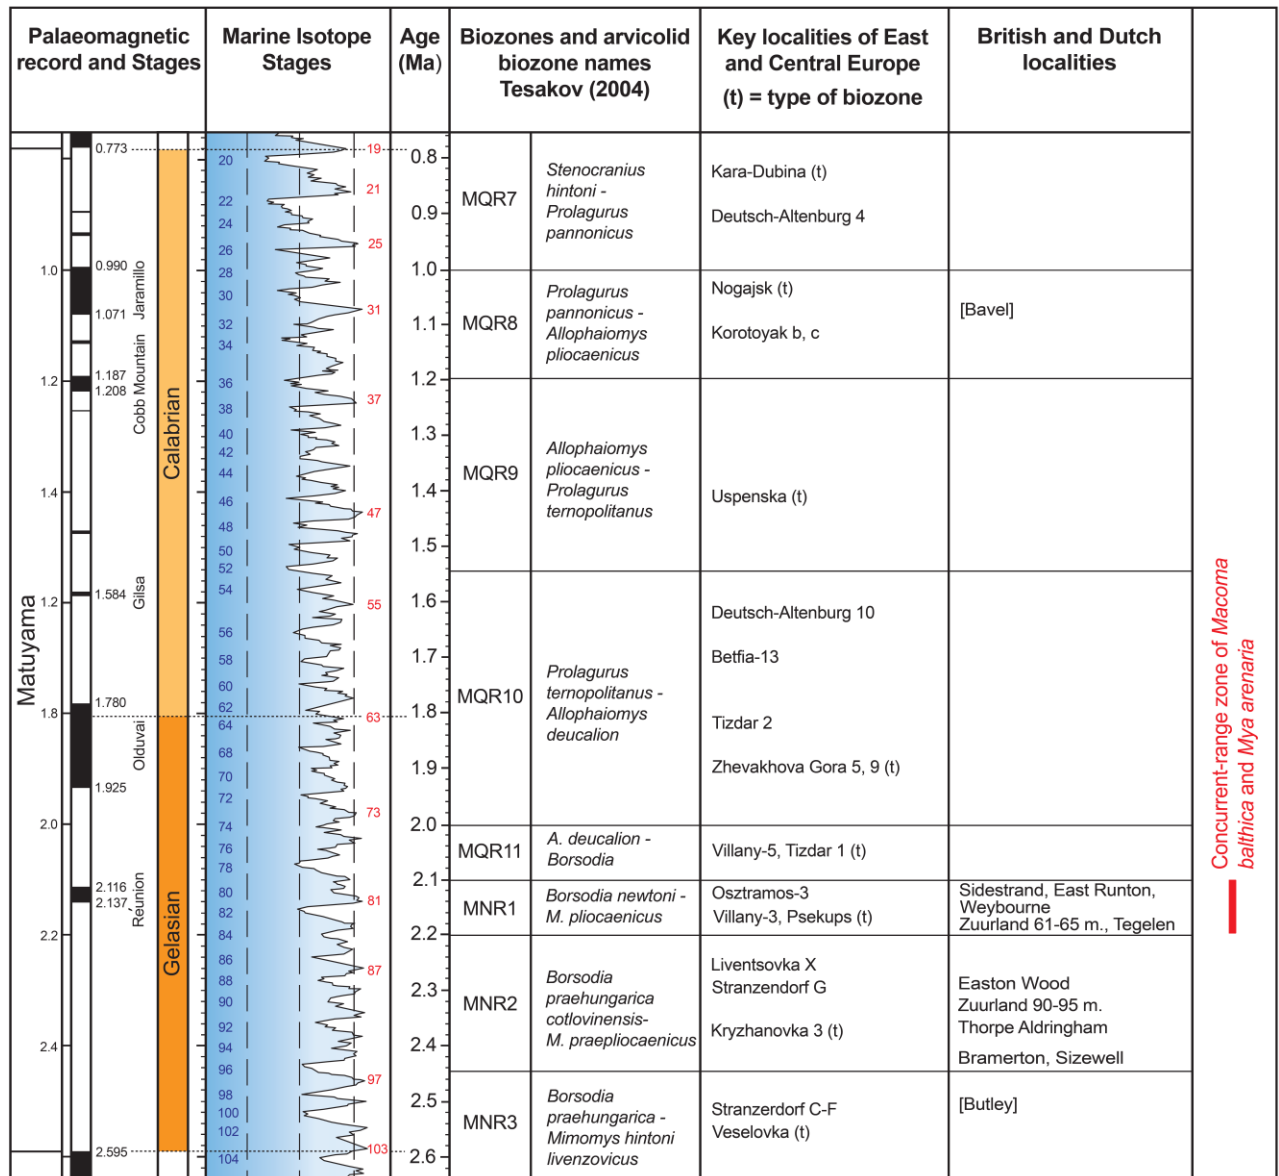 Palaeomagnetic
record and Stages
Marine Isotope
Stages
Age
(Ma)
Biozones and arvicolid
biozone names
Tesakov (2004)
Key localities of East
and Central Europe
(t) = type of biozone
British and Dutch
localities
Matuyama
1.0
1.2
1.4
1.2
1.8
2.0
2.2
2.4
0.773
0.990
1.071
1.187
1.208
1.584
1.780
1.925
2.116
2.137
2.595
Jaramillo
Cobb Mountain
Gilsa
Olduvai
Reunion
Calabrian
Gelasian
20
22
24
26
28
30
32
34
36
38
40
42
44
46
48
50
52
54
56
58
60
62
64
68
70
72
74
76
78
80
82
84
86
88
90
92
94
96
98
100
102
104
19
21
25
31
37
47
55
63
73
81
87
97
103
0.8
0.9
1.0
1.1
1.2
1.3
1.4
1.5
1.6
1.7
1.8
1.9
2.0
2.1
2.2
2.3
2.4
2.5
2.6
MQR7
Stenocranius
hintoni -
Prolagurus
pannonicus
Kara-Dubina (t)
Deutsch-Altenburg 4
MQR8
Prolagurus
pannonicus -
Allophaiomys
pliocaenicus
Nogajsk (t)
Korotoyak b, c
[Bavel]
MQR9
Allophaiomys
pliocaenicus -
Prolagurus
ternopolitanus
Uspenska (t)
MQR10
Prolagurus
ternopolitanus -
Allophaiomys
deucalion
Deutsch-Altenburg 10
Betfia-13
Tizdar 2
Zhevakhova Gora 5, 9 (t)
MQR11
A. deucalion -
Borsodia
Villany-5, Tizdar 1 (t)
MNR1
Borsodia newtoni -
M. pliocaenicus
Osztramos-3
Villany-3, Psekups (t)
Sidestrand, East Runton,
Weybourne
Zuurland 61-65 m., Tegelen
MNR2
Borsodia
praehungarica
cotlovinensis-
M. praepliocaenicus
Liventsovka X
Stranzendorf G
Kryzhanovka 3 (t)
Easton Wood
Zuurland 90-95 m.
Thorpe Aldringham
Bramerton, Sizewell
MNR3
Borsodia
praehungarica -
Mimomys hintoni
livenzovicus
Stranzerdorf C-F
Veselovka (t)
[Butley]
Concurrent-range zone of Macoma
balthica and Mya arenaria